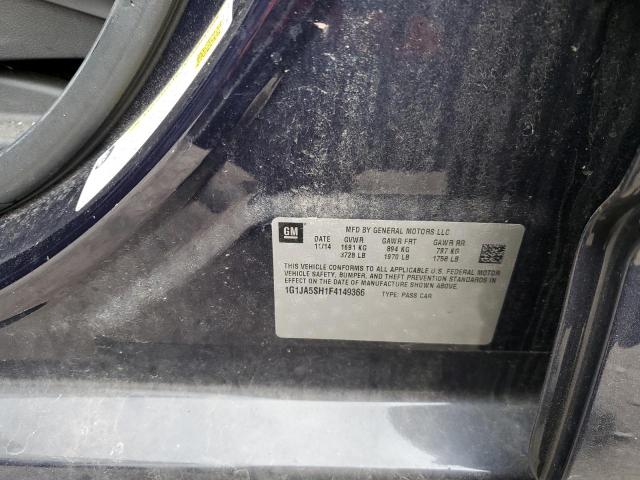 GM
MFD BY GENERAL MOTORS LLC
DATE GVWR GAWR FRT GAWR RR
11/14 1691 KG 894 KG 797 KG
3728 LB 1970 LB 1758 LB
THIS VEHICLE CONFORMS TO ALL APPLICABLE U.S. FEDERAL MOTOR
VEHICLE SAFETY, BUMPER, AND THEFT PREVENTION STANDARDS IN
EFFECT ON THE DATE OF MANUFACTURE SHOWN ABOVE.
1G1JA5SH1F4149366 TYPE: PASS CAR